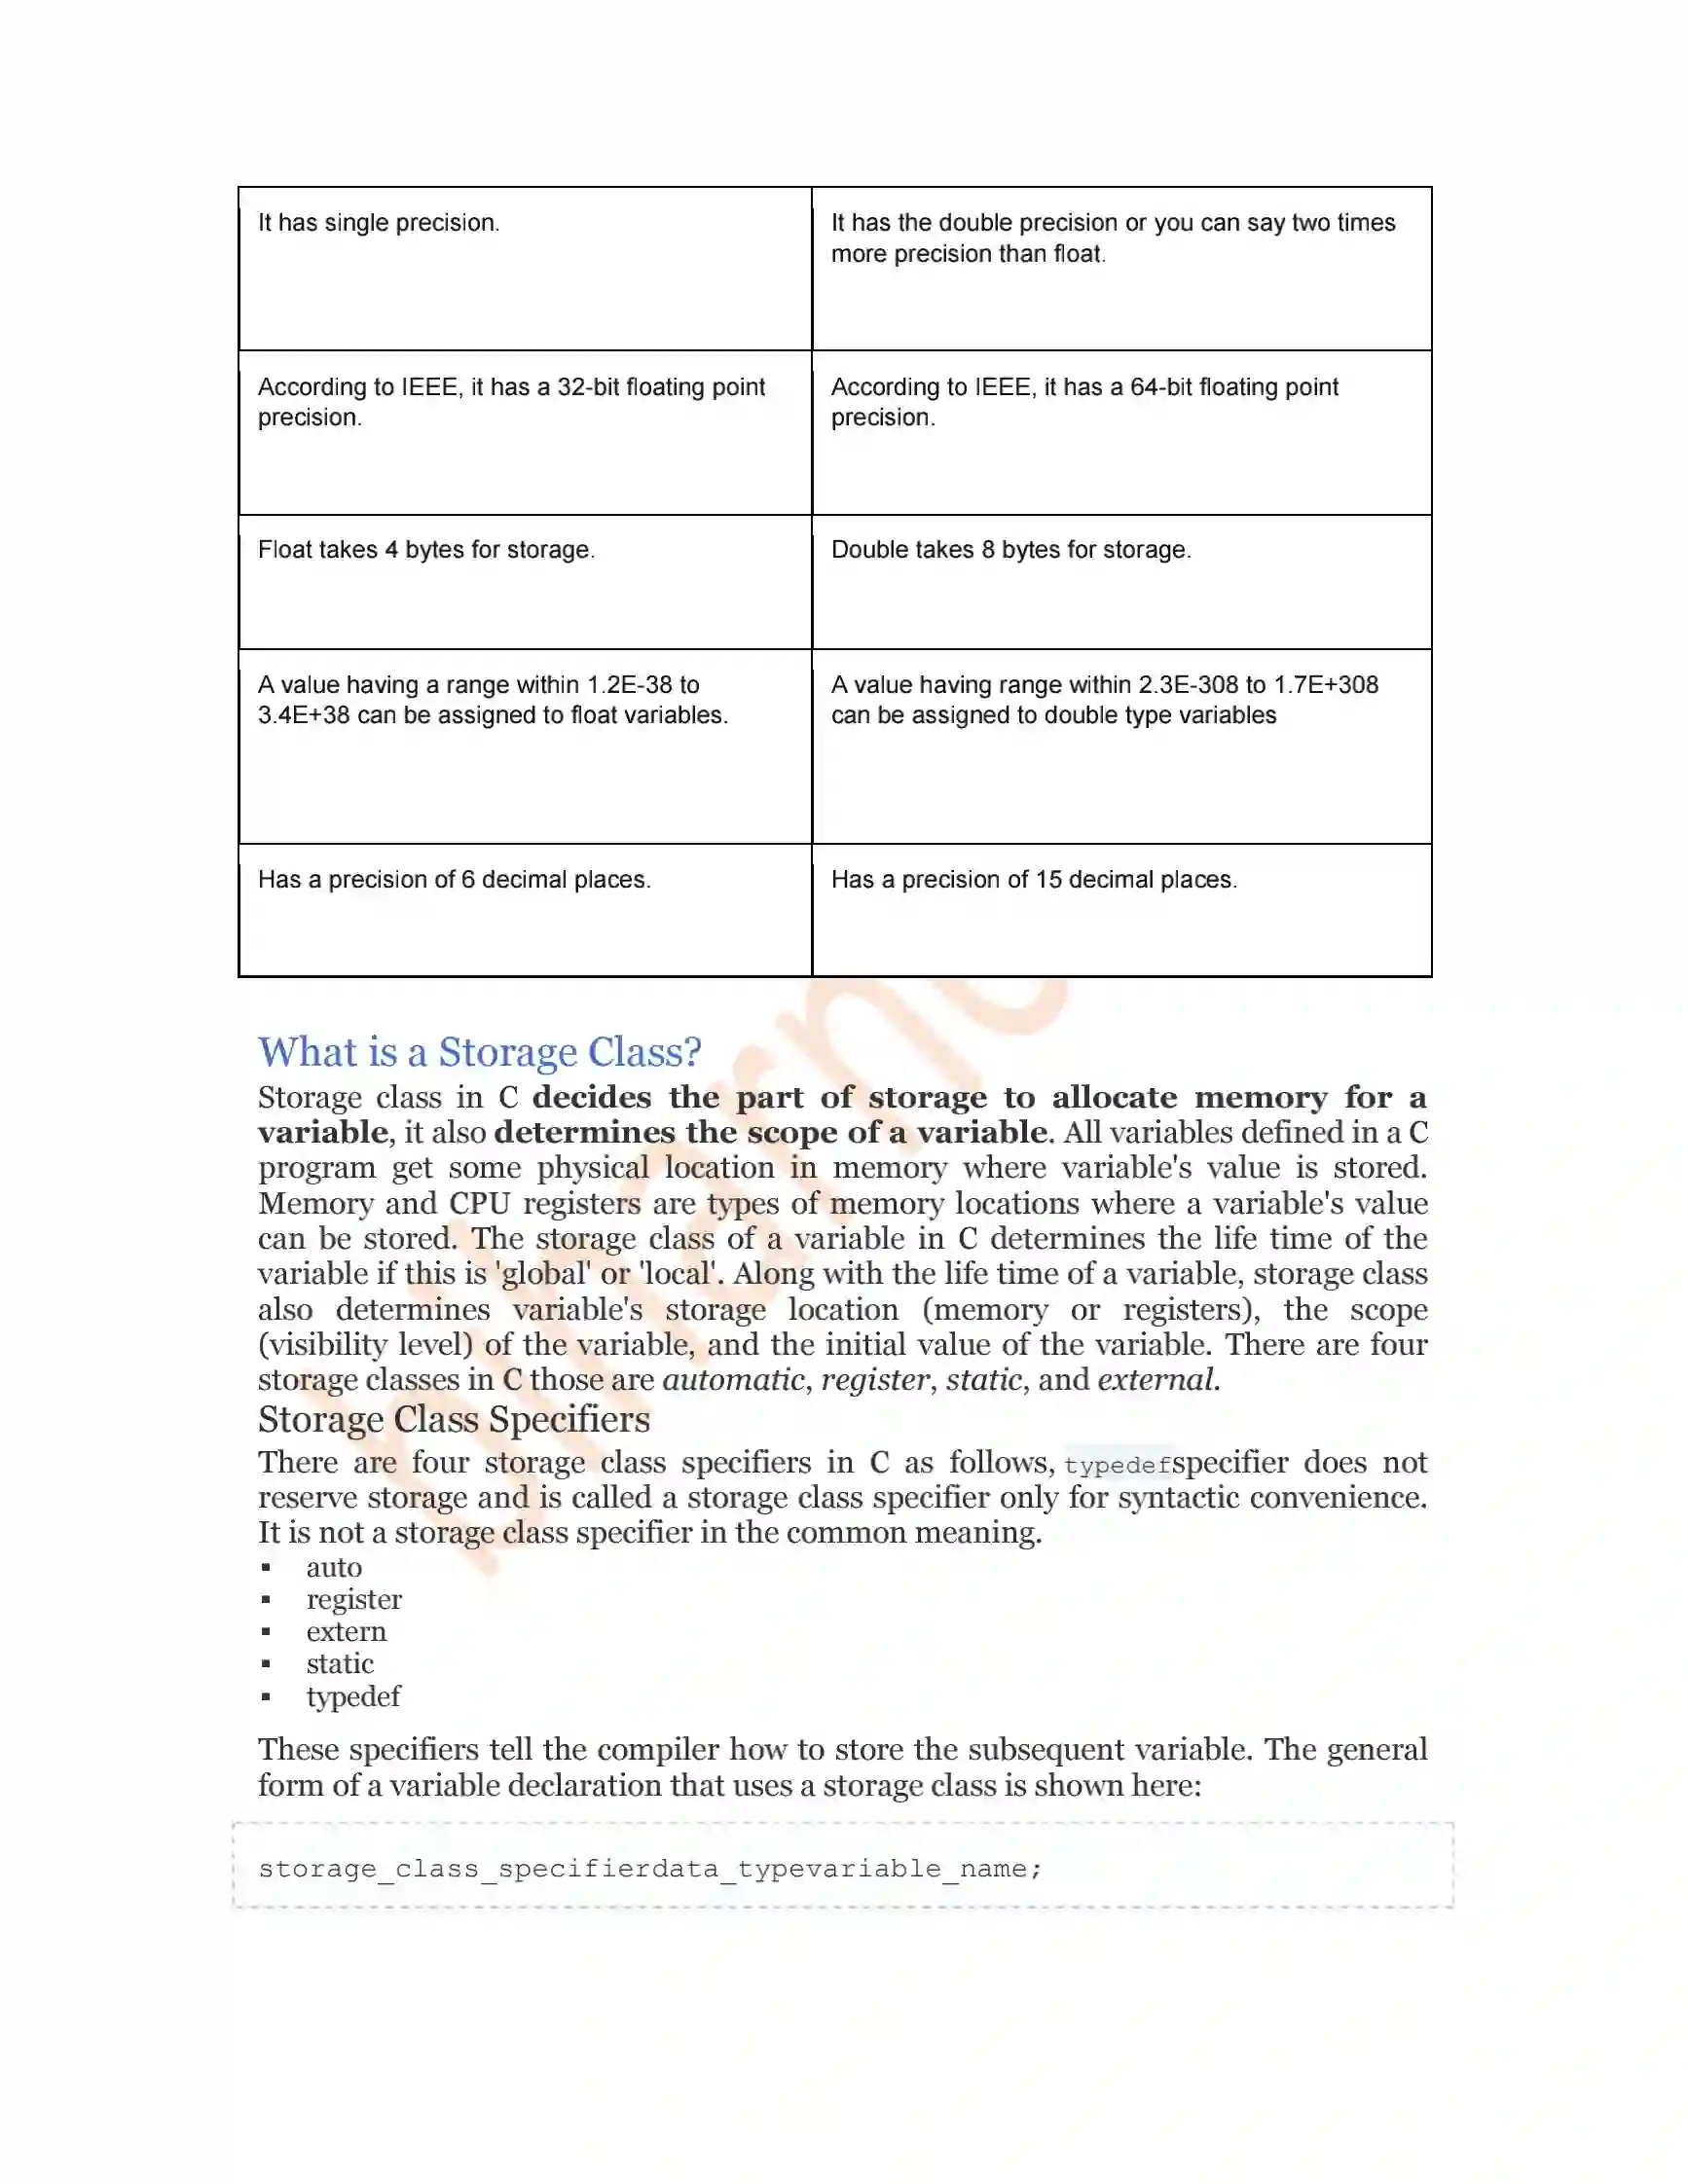 It has single precision.
It has the double precision or you can say two times
more precision than float.
According to IEEE, it has a 32-bit floating point
precision.
According to IEEE, it has a 64-bit floating point
precision.
Float takes 4 bytes for storage.
Double takes 8 bytes for storage.
A value having a range within 1.2E-38 to
3.4E+38 can be assigned to float variables.
A value having range within 2.3E-308 to 1.7E+308
can be assigned to double type variables
Has a precision of 6 decimal places.
Has a precision of 15 decimal places.
What is a Storage Class?
Storage class in C decides the part of storage to allocate memory for a
variable, it also determines the scope of a variable. All variables defined in a C
program get some physical location in memory where variable's value is stored.
Memory and CPU registers are types of memory locations where a variable's value
can be stored. The storage class of a variable in C determines the life time of the
variable if this is 'global' or 'local'. Along with the life time of a variable, storage class
also determines variable's storage location (memory or registers), the scope
(visibility level) of the variable, and the initial value of the variable. There are four
storage classes in C those are automatic, register, static, and external.
Storage Class Specifiers
There are four storage class specifiers in C as follows, typedefspecifier does not
reserve storage and is called a storage class specifier only for syntactic convenience.
It is not a storage class specifier in the common meaning.
▪ auto
▪ register
▪ extern
▪ static
▪ typedef
These specifiers tell the compiler how to store the subsequent variable. The general
form of a variable declaration that uses a storage class is shown here:
storage_class_specifierdata_typevariable_name;